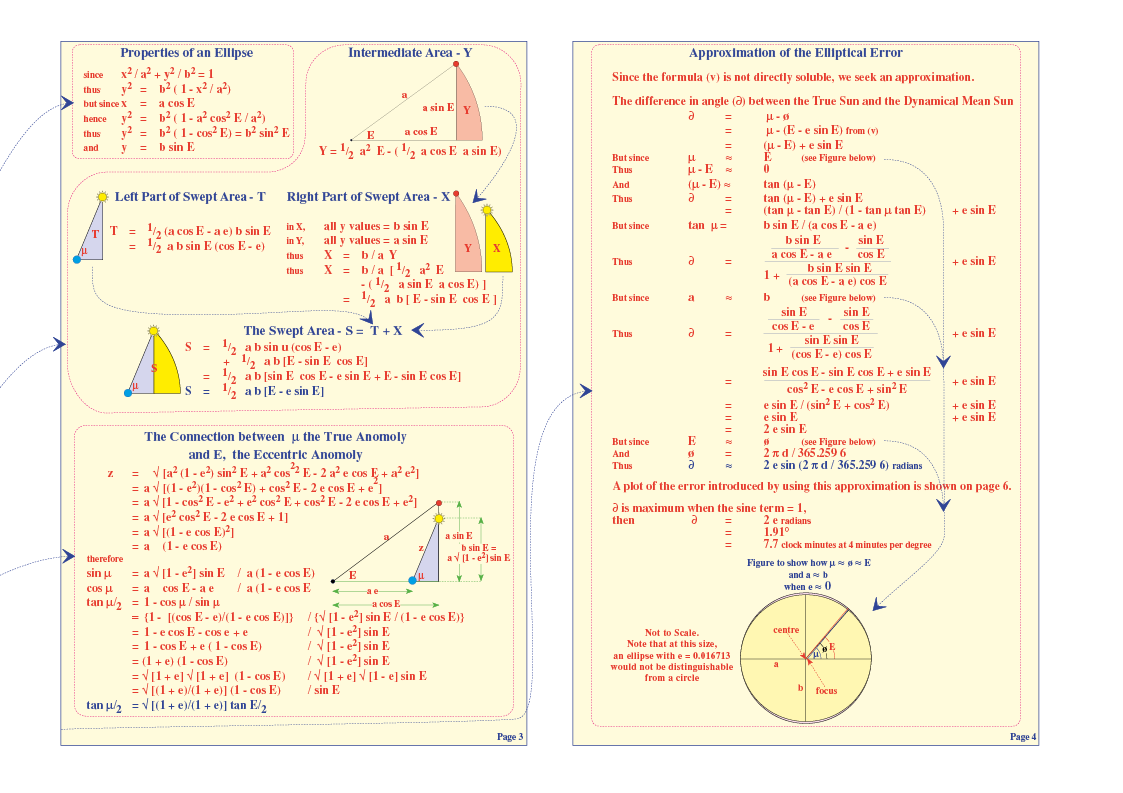 Properties of an Ellipse
since x² / a² + y² / b² = 1
thus y² = b² ( 1 - x² / a²)
but since x = a cos E
hence y² = b² ( 1 - a² cos² E / a²)
thus y² = b² ( 1 - cos² E) = b² sin² E
and y = b sin E
Intermediate Area - Y
a
a sin E
Y
E
a cos E
Y = 1/2 a² E - ( 1/2 a cos E a sin E)
Left Part of Swept Area - T
T
µ
T = 1/2 (a cos E - a e) b sin E
= 1/2 a b sin E (cos E - e)
Right Part of Swept Area - X
in X, all y values = b sin E
in Y, all y values = a sin E
thus X = b / a Y
thus X = b / a [ 1/2 a² E
- ( 1/2 a sin E a cos E) ]
= 1/2 a b [ E - sin E cos E ]
Y
X
The Swept Area - S = T + X
S
µ
S = 1/2 a b sin u (cos E - e)
+ 1/2 a b [E - sin E cos E]
= 1/2 a b [sin E cos E - e sin E + E - sin E cos E]
S = 1/2 a b [E - e sin E]
The Connection between µ the True Anomoly
and E, the Eccentric Anomoly
z = √ [a² (1 - e²) sin² E + a² cos² E - 2 a² e cos E + a² e²]
= a √ [(1 - e²)(1 - cos² E) + cos² E - 2 e cos E + e²]
= a √ [1 - cos² E - e² + e² cos² E + cos² E - 2 e cos E + e²]
= a √ [e² cos² E - 2 e cos E + 1]
= a √ [(1 - e cos E)²]
= a (1 - e cos E)
therefore
sin µ = a √ [1 - e²] sin E / a (1 - e cos E)
cos µ = a cos E - a e / a (1 - e cos E
tan µ/2 = 1 - cos µ / sin µ
= {1 - [(cos E - e)/(1 - e cos E)]} / {√ [1 - e²] sin E / (1 - e cos E)}
= 1 - e cos E - cos e + e / √ [1 - e²] sin E
= 1 - cos E + e ( 1 - cos E) / √ [1 - e²] sin E
= (1 + e) (1 - cos E) / √ [1 - e²] sin E
= √ [1 + e] √ [1 + e] (1 - cos E) / √ [1 + e] √ [1 - e] sin E
= √ [(1 + e)/(1 + e)] (1 - cos E) / sin E
tan µ/2 = √ [(1 + e)/(1 + e)] tan E/2
a
z
E
µ
a sin E
b sin E =
a √ [1 - e²] sin E
a e
a cos E
Page 3
Approximation of the Elliptical Error
Since the formula (v) is not directly soluble, we seek an approximation.
The difference in angle (∂) between the True Sun and the Dynamical Mean Sun
∂ = µ - ø
= µ - (E - e sin E) from (v)
= (µ - E) + e sin E
But since µ ≈ E (see Figure below)
Thus µ - E ≈ 0
And (µ - E) ≈ tan (µ - E)
Thus ∂ = tan (µ - E) + e sin E
= (tan µ - tan E) / (1 - tan µ tan E) + e sin E
But since tan µ = b sin E / (a cos E - a e)
b sin E sin E
a cos E - a e - cos E
Thus ∂ = + e sin E
1 + b sin E sin E
(a cos E - a e) cos E
But since a ≈ b (see Figure below)
sin E sin E
cos E - e - cos E
Thus ∂ = + e sin E
1 + sin E sin E
(cos E - e) cos E
sin E cos E - sin E cos E + e sin E
= + e sin E
cos² E - e cos E + sin² E
= e sin E / (sin² E + cos² E) + e sin E
= e sin E + e sin E
= 2 e sin E
But since E ≈ ø (see Figure below)
And ø = 2 π d / 365.259 6
Thus ∂ ≈ 2 e sin (2 π d / 365.259 6) radians
A plot of the error introduced by using this approximation is shown on page 6.
∂ is maximum when the sine term = 1,
then ∂ = 2 e radians
= 1.91°
= 7.7 clock minutes at 4 minutes per degree
Figure to show how µ ≈ ø ≈ E
and a ≈ b
when e ≈ 0
Not to Scale.
Note that at this size,
an ellipse with e = 0.016713
would not be distinguishable
from a circle
centre
µ
ø
E
a
b
focus
Page 4